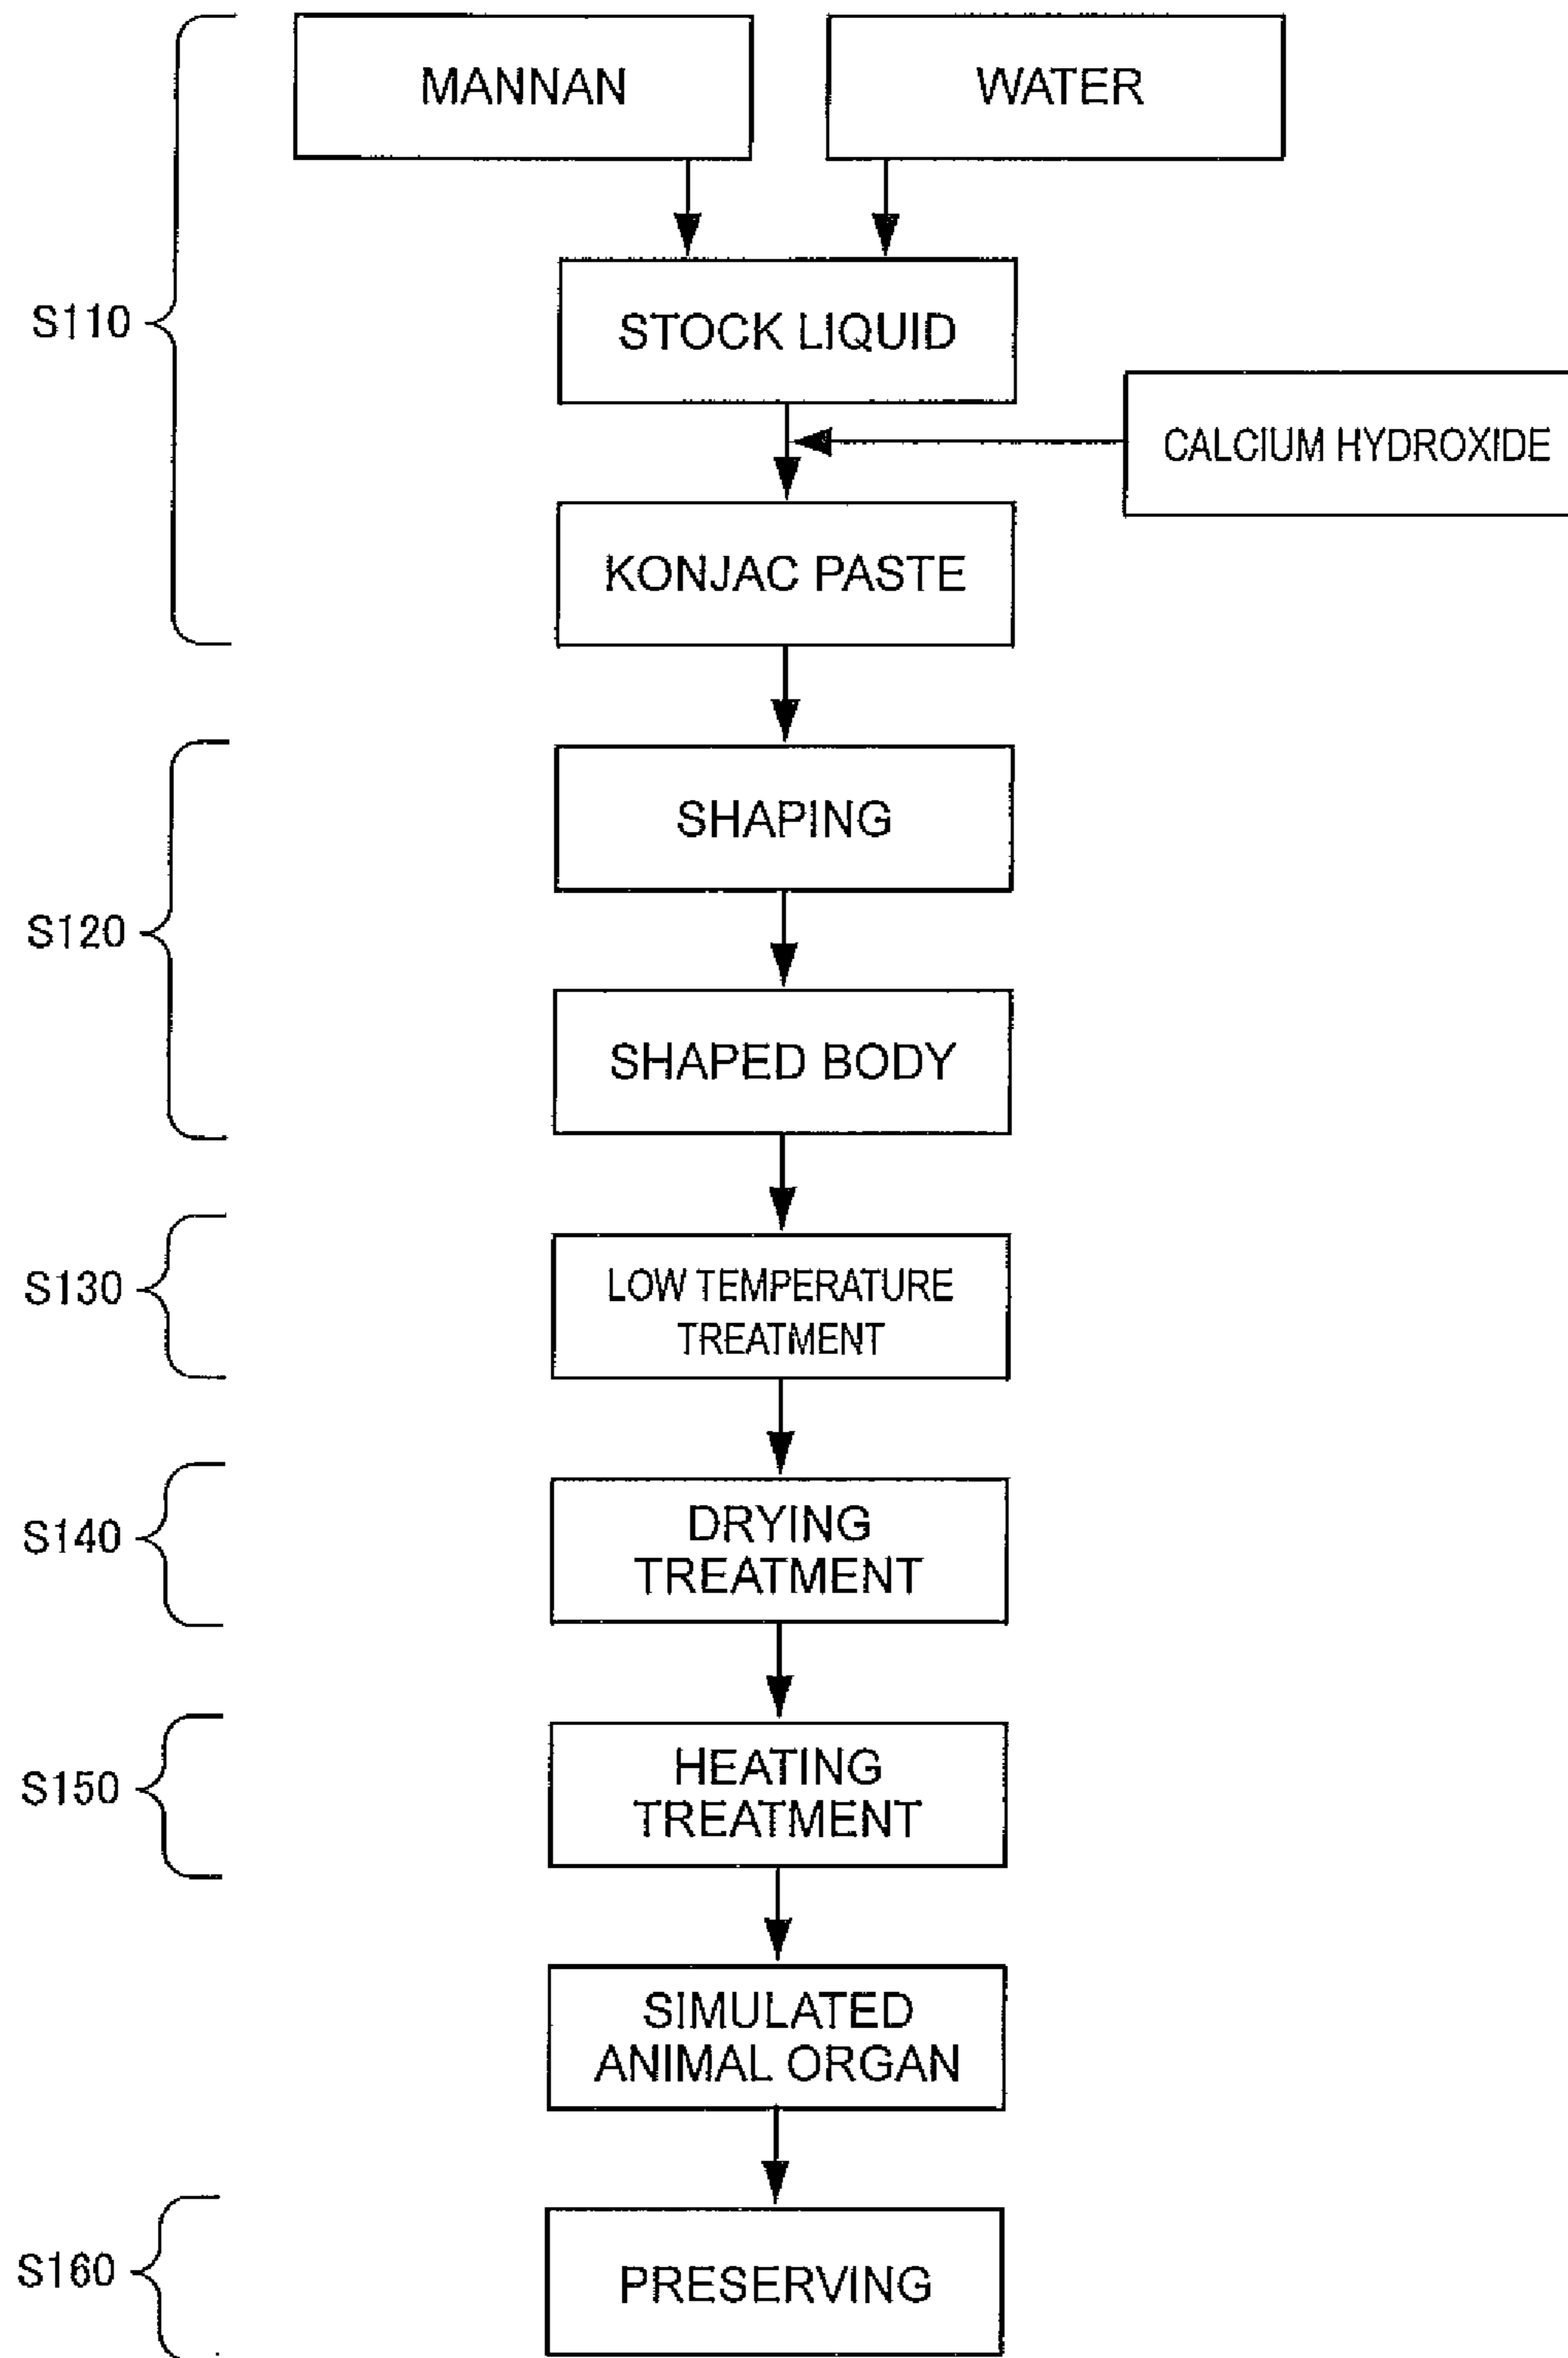 MANNAN
WATER
S110
STOCK LIQUID
CALCIUM HYDROXIDE
KONJAC PASTE
SHAPING
S120
SHAPED BODY
S130
LOW TEMPERATURE
TREATMENT
S140
DRYING
TREATMENT
S150
HEATING
TREATMENT
SIMULATED
ANIMAL ORGAN
S160
PRESERVING